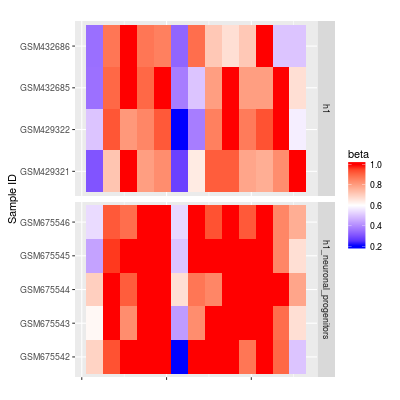 GSM432686
GSM432685
GSM429322
GSM429321
h1
GSM675546
GSM675545
GSM675544
GSM675543
GSM675542
h1_neuronal_progenitors
Sample ID
beta
1.0
0.8
0.6
0.4
0.2